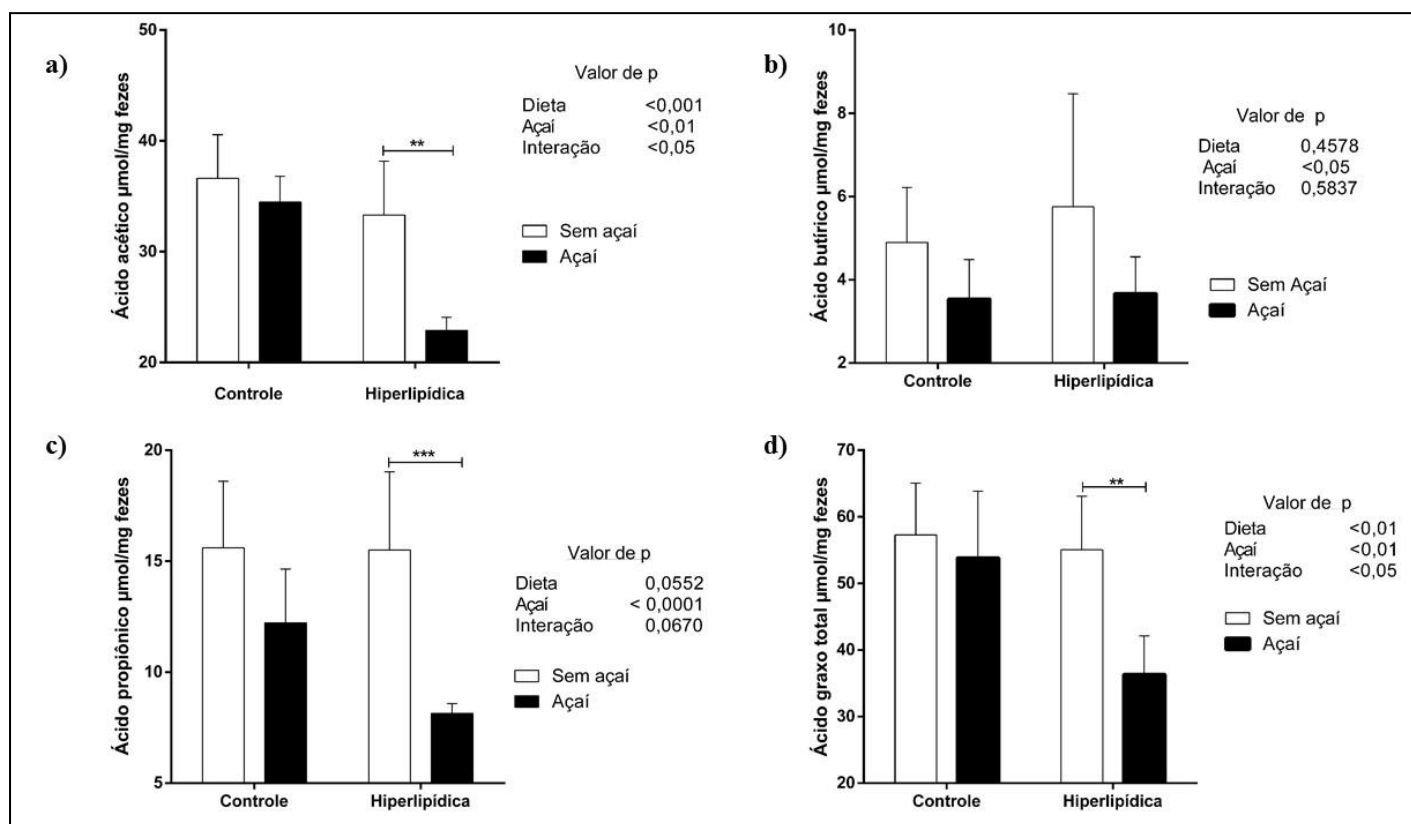 a)
Ácido acético µmol/mg fezes
50
40
30
20
**
Controle
Hiperlipídica
Valor de p
Dieta <0,001
Açaí <0,01
Interação <0,05
Sem açaí
Açaí
b)
Ácido butírico µmol/mg fezes
10
8
6
4
2
Controle
Hiperlipídica
Valor de p
Dieta 0,4578
Açaí <0,05
Interação 0,5837
Sem Açaí
Açaí
c)
Ácido propiônico µmol/mg fezes
20
15
10
5
***
Controle
Hiperlipídica
Valor de p
Dieta 0,0552
Açaí < 0,0001
Interação 0,0670
Sem açaí
Açaí
d)
Ácido graxo total µmol/mg fezes
70
60
50
40
30
20
**
Controle
Hiperlipídica
Valor de p
Dieta <0,01
Açaí <0,01
Interação <0,05
Sem açaí
Açaí